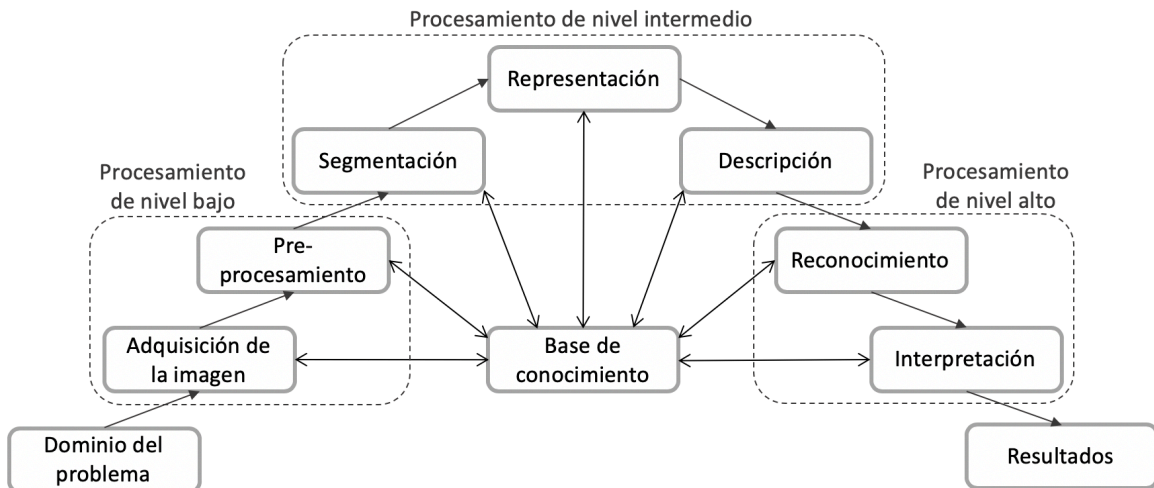 Procesamiento de nivel intermedio
Representación
Segmentación
Descripción
Procesamiento
de nivel bajo
Procesamiento
de nivel alto
Pre-
procesamiento
Reconocimiento
Adquisición de
la imagen
Base de
conocimiento
Interpretación
Dominio del
problema
Resultados